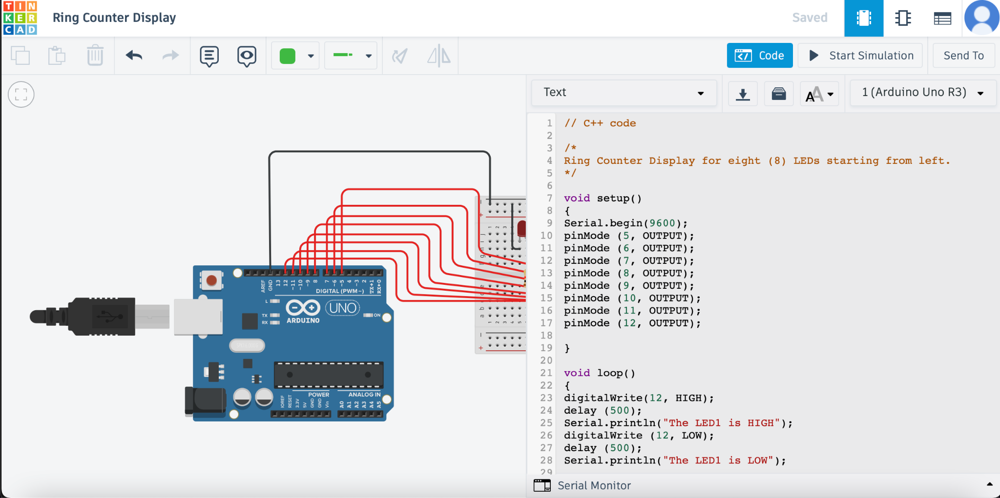 TIN
KER
CAD
Ring Counter Display
Saved
Code
Start Simulation
Send To
Text
AA
1 (Arduino Uno R3)
1 // C++ code
2
3 /*
4 Ring Counter Display for eight (8) LEDs starting from left.
5 */
6
7 void setup()
8 {
9 Serial.begin(9600);
10 pinMode (5, OUTPUT);
11 pinMode (6, OUTPUT);
12 pinMode (7, OUTPUT);
13 pinMode (8, OUTPUT);
14 pinMode (9, OUTPUT);
15 pinMode (10, OUTPUT);
16 pinMode (11, OUTPUT);
17 pinMode (12, OUTPUT);
18
19 }
20
21 void loop()
22 {
23 digitalWrite(12, HIGH);
24 delay (500);
25 Serial.println("The LED1 is HIGH");
26 digitalWrite (12, LOW);
27 delay (500);
28 Serial.println("The LED1 is LOW");
29
Serial Monitor
AREF GND 13 12 ~11 ~10 ~9 8 7 ~6 ~5 4 ~3 2 TX→1 RX←0
DIGITAL (PWM~)
L
TX
RX
ARDUINO
UNO
ON
POWER
ANALOG IN
IOREF RESET 3.3V 5V GND GND Vin A0 A1 A2 A3 A4 A5